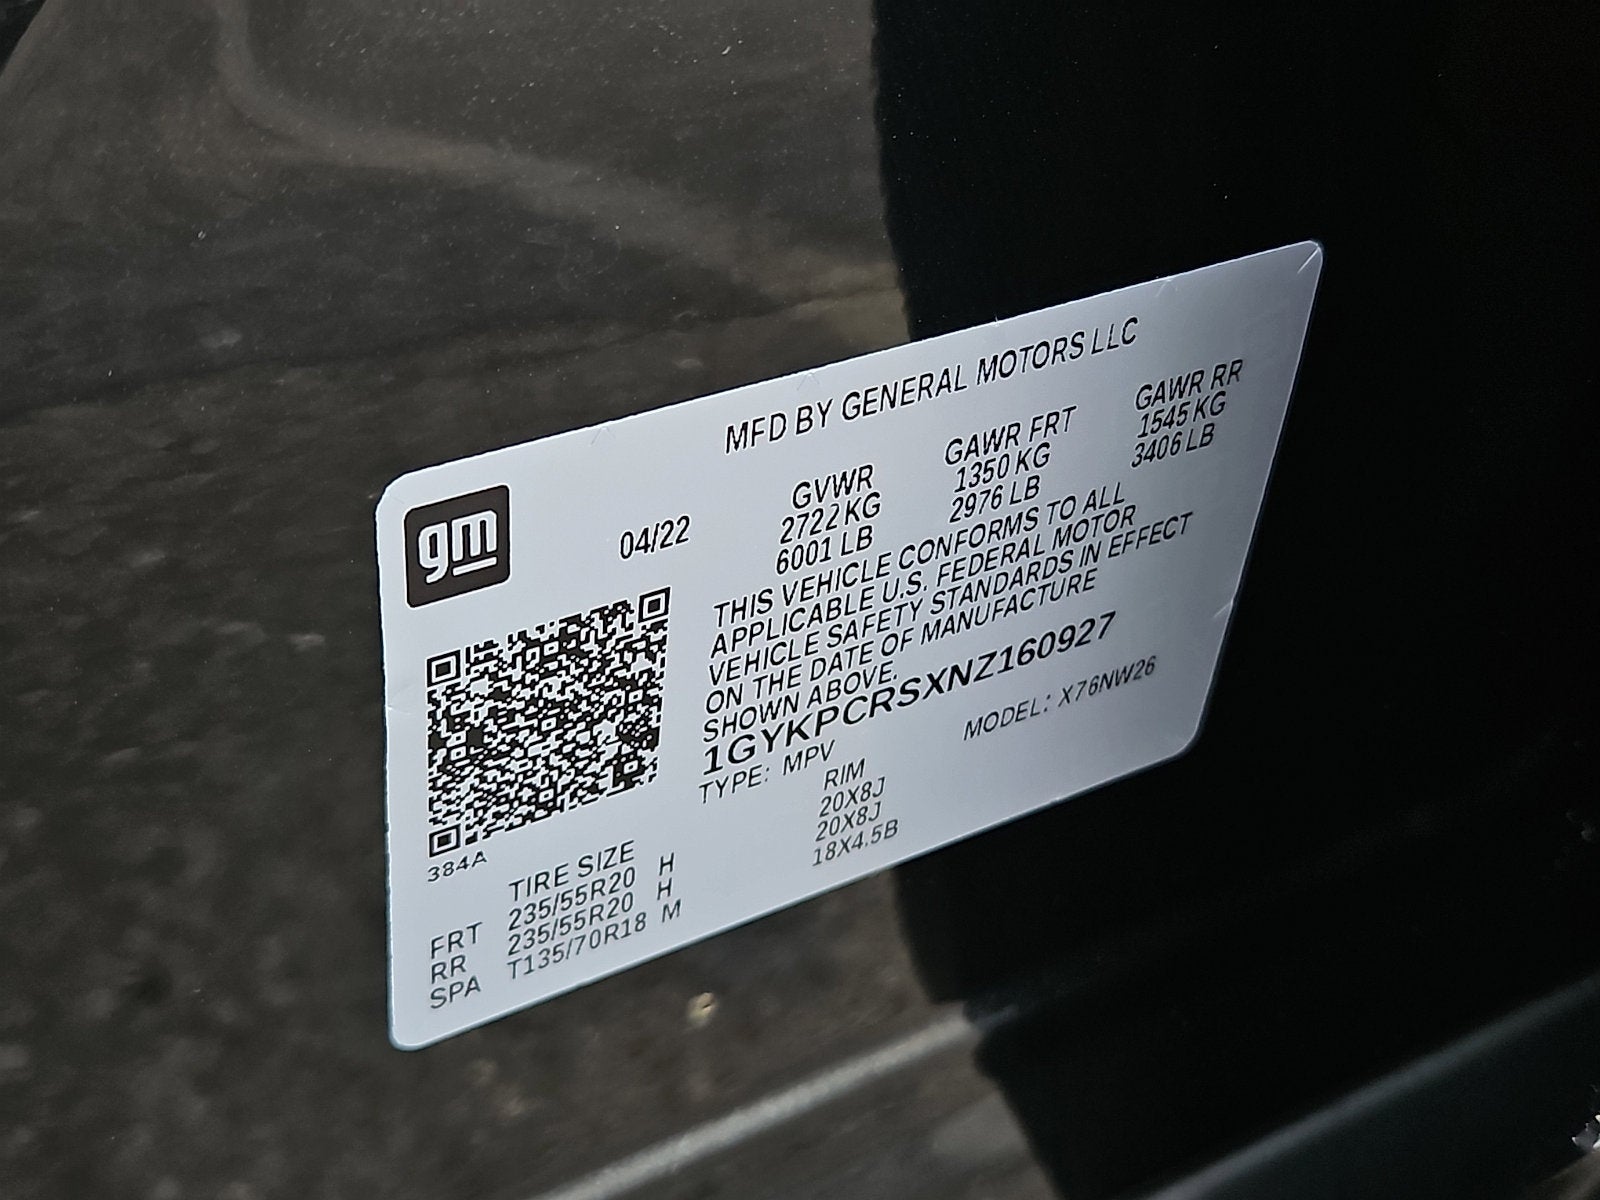 MFD BY GENERAL MOTORS LLC
gm
04/22
GVWR
2722 KG
6001 LB
GAWR FRT
1350 KG
2976 LB
GAWR RR
1545 KG
3406 LB
THIS VEHICLE CONFORMS TO ALL
APPLICABLE U.S. FEDERAL MOTOR
VEHICLE SAFETY STANDARDS IN EFFECT
ON THE DATE OF MANUFACTURE
SHOWN ABOVE.
1GYKPCRSXNZ160927
TYPE: MPV
MODEL: X76NW26
384A
TIRE SIZE RIM
FRT 235/55R20 H 20X8J
RR 235/55R20 H 20X8J
SPA T135/70R18 M 18X4.5B